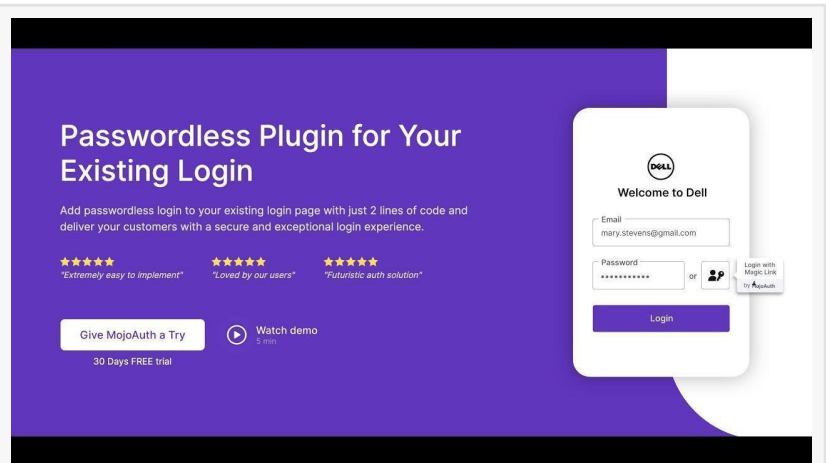 Passwordless Plugin for Your
Existing Login
Add passwordless login to your existing login page with just 2 lines of code and
deliver your customers with a secure and exceptional login experience.
"Extremely easy to implement"
"Loved by our users"
"Futuristic auth solution"
Give MojoAuth a Try
30 Days FREE trial
Watch demo
5 min
DELL
Welcome to Dell
Email
mary.stevens@gmail.com
Password
or
Login with
Magic Link
by MojoAuth
Login